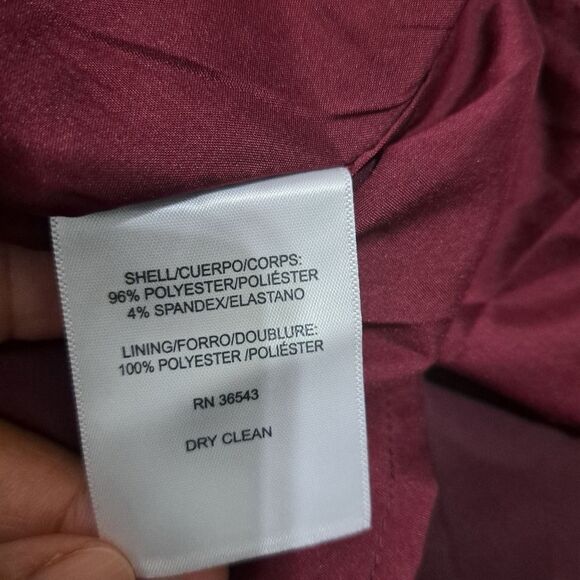 SHELL/CUERPO/CORPS:
96% POLYESTER/POLIÉSTER
4% SPANDEX/ELASTANO
LINING/FORRO/DOUBLURE:
100% POLYESTER /POLIÉSTER
RN 36543
DRY CLEAN